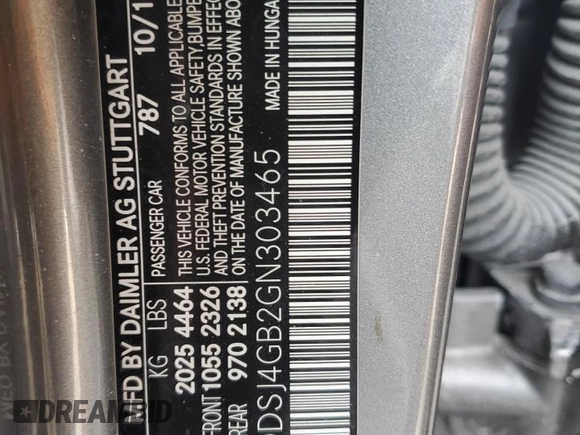 MFD BY DAIMLER AG STUTTGART 10/1
KG LBS PASSENGER CAR 787
2025 4464 THIS VEHICLE CONFORMS TO ALL APPLICABLE
U.S. FEDERAL MOTOR VEHICLE SAFETY, BUMPE
FRONT 1055 2326 AND THEFT PREVENTION STANDARDS IN EFFE
REAR 970 2138 ON THE DATE OF MANUFACTURE SHOWN ABO
DSJ4GB2GN303465 MADE IN HUNGA
DREAMBID